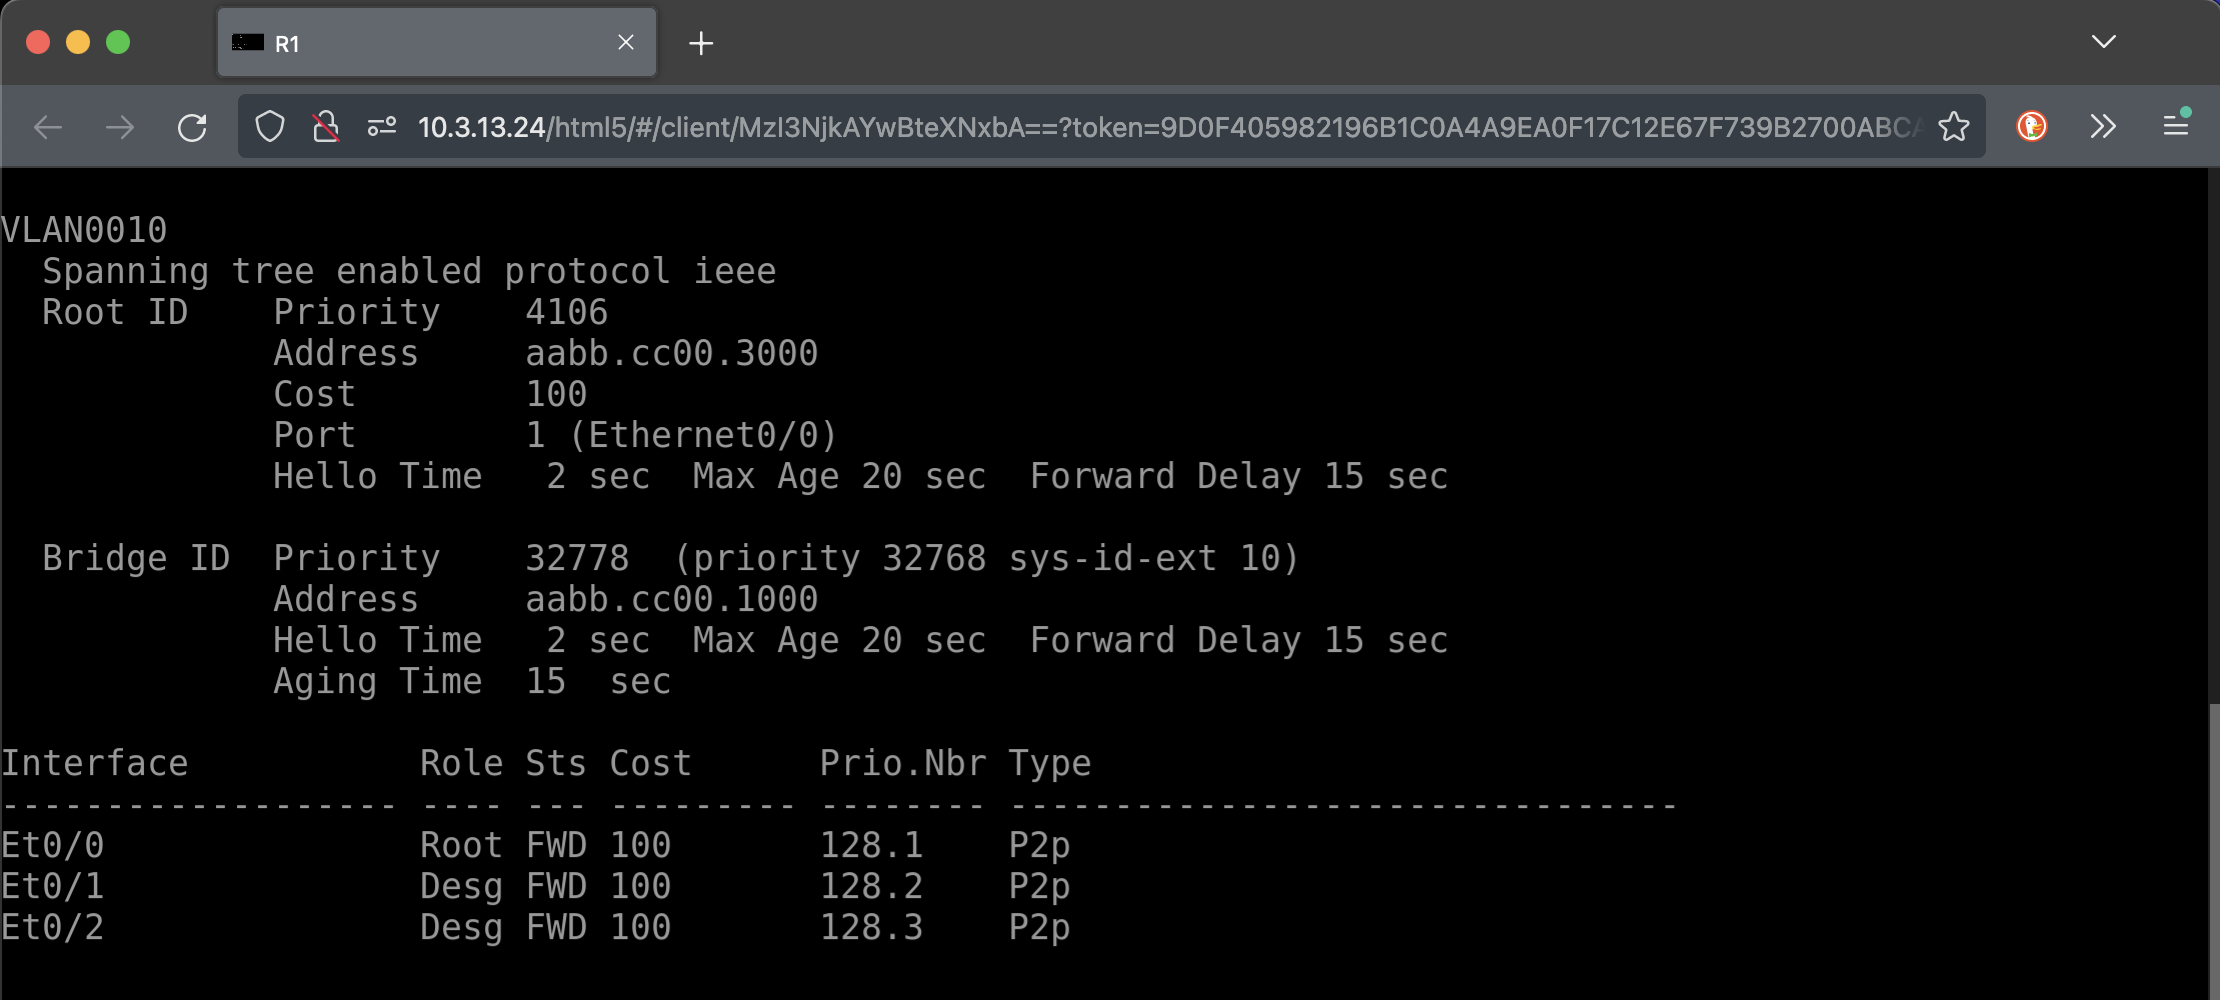 R1
10.3.13.24/html5/#/client/MzI3NjkAYwBteXNxbA==?token=9D0F405982196B1C0A4A9EA0F17C12E67F739B2700ABCA
VLAN0010
  Spanning tree enabled protocol ieee
  Root ID    Priority    4106
             Address     aabb.cc00.3000
             Cost        100
             Port        1 (Ethernet0/0)
             Hello Time   2 sec  Max Age 20 sec  Forward Delay 15 sec
  Bridge ID  Priority    32778  (priority 32768 sys-id-ext 10)
             Address     aabb.cc00.1000
             Hello Time   2 sec  Max Age 20 sec  Forward Delay 15 sec
             Aging Time  15  sec
Interface           Role Sts Cost      Prio.Nbr Type
------------------- ---- --- --------- -------- --------------------------------
Et0/0               Root FWD 100       128.1    P2p
Et0/1               Desg FWD 100       128.2    P2p
Et0/2               Desg FWD 100       128.3    P2p